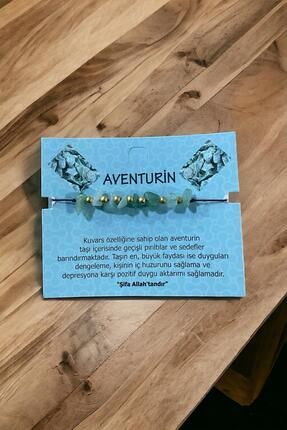 AVENTURİN
Kuvars özelliğine sahip olan aventurin
taşı içerisinde geçişli pırıltılar ve sedefler
barındırmaktadır. Taşın en, büyük faydası ise duyguları
dengeleme, kişinin iç huzurunu sağlama ve
depresyona karşı pozitif duygu aktarımı sağlamadır.
"Şifa Allah'tandır"